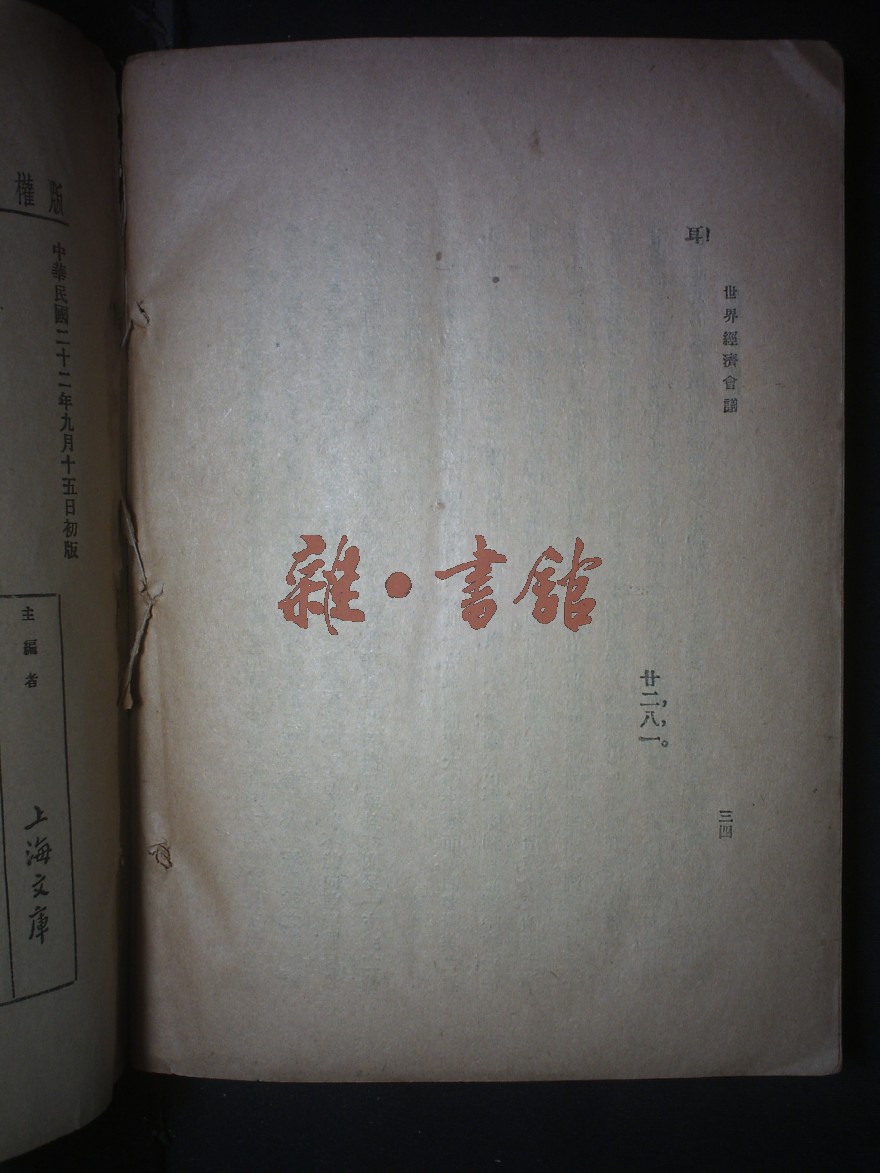 耳!
世界經濟會議
廿二,八,一。
三四
雜•書館
版權
中華民國二十二年九月十五日初版
主編者
上海文庫